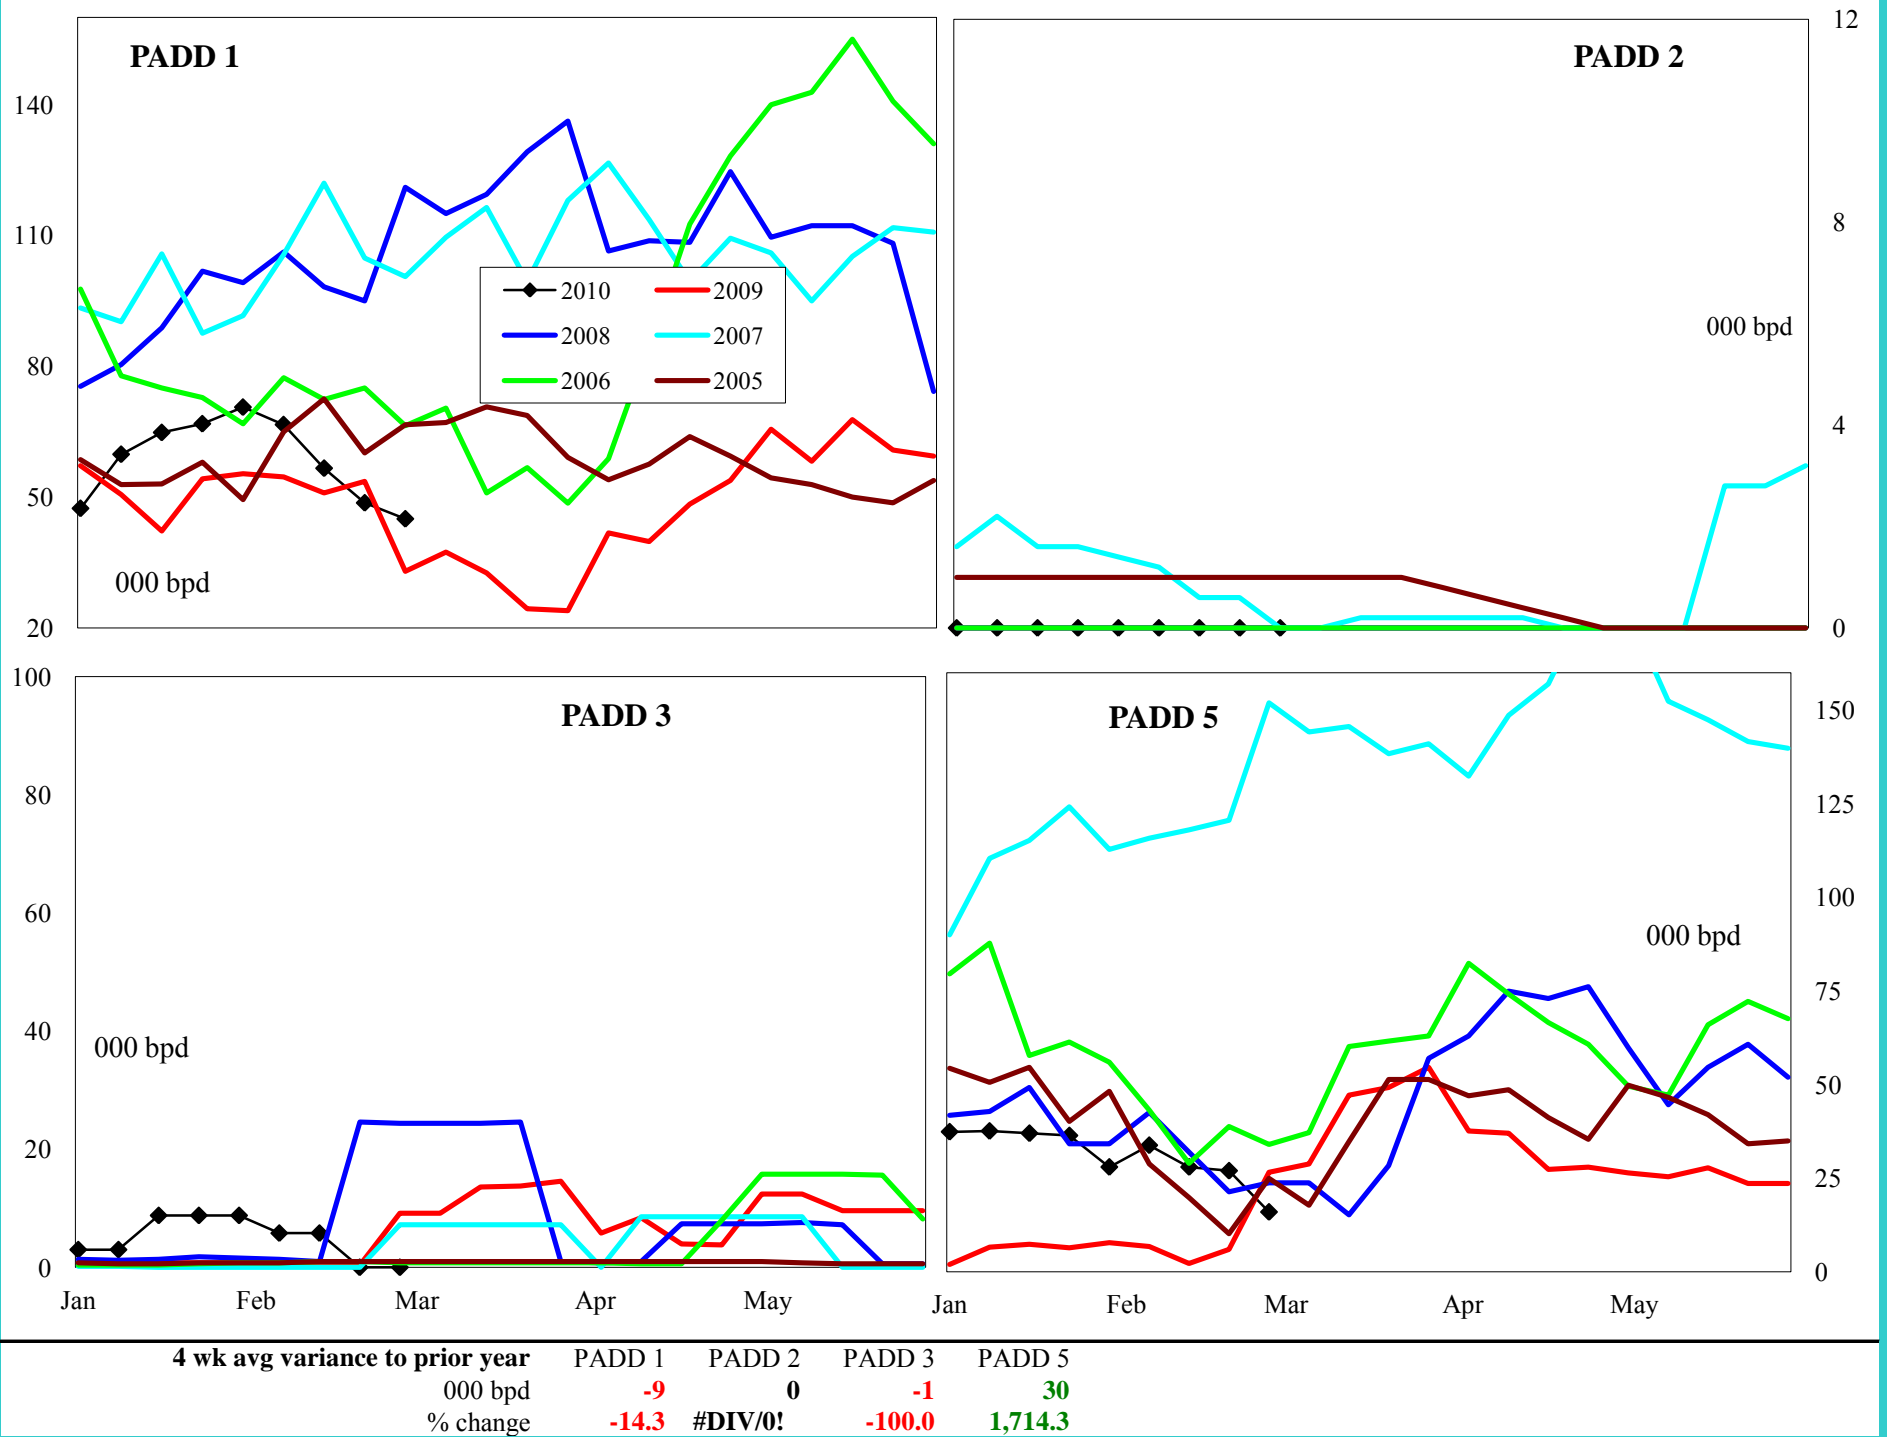 PADD 1
140
110
80
50
20
000 bpd
2010 2009
2008 2007
2006 2005
PADD 2
12
8
4
0
000 bpd
PADD 3
100
80
60
40
20
0
000 bpd
Jan Feb Mar Apr May
PADD 5
150
125
100
75
50
25
0
000 bpd
Jan Feb Mar Apr May
4 wk avg variance to prior year PADD 1 PADD 2 PADD 3 PADD 5
000 bpd -9 0 -1 30
% change -14.3 #DIV/0! -100.0 1,714.3